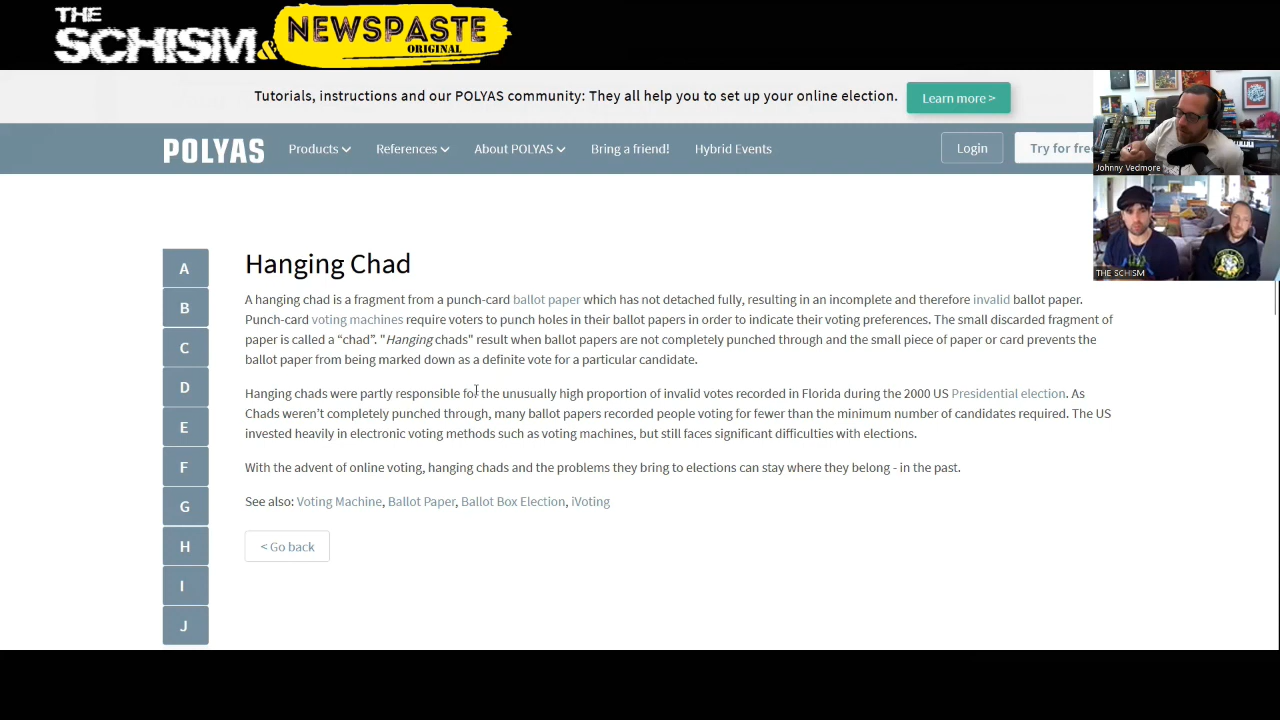 THE
SCHISM & NEWSPASTE
ORIGINAL
Tutorials, instructions and our POLYAS community: They all help you to set up your online election. Learn more >
POLYAS Products References About POLYAS Bring a friend! Hybrid Events Login Try for free
Johnny Vedmore
THE SCHISM
A
B
C
D
E
F
G
H
I
J
Hanging Chad
A hanging chad is a fragment from a punch-card ballot paper which has not detached fully, resulting in an incomplete and therefore invalid ballot paper.
Punch-card voting machines require voters to punch holes in their ballot papers in order to indicate their voting preferences. The small discarded fragment of
paper is called a “chad”. "Hanging chads" result when ballot papers are not completely punched through and the small piece of paper or card prevents the
ballot paper from being marked down as a definite vote for a particular candidate.
Hanging chads were partly responsible for the unusually high proportion of invalid votes recorded in Florida during the 2000 US Presidential election. As
Chads weren’t completely punched through, many ballot papers recorded people voting for fewer than the minimum number of candidates required. The US
invested heavily in electronic voting methods such as voting machines, but still faces significant difficulties with elections.
With the advent of online voting, hanging chads and the problems they bring to elections can stay where they belong - in the past.
See also: Voting Machine, Ballot Paper, Ballot Box Election, iVoting
< Go back